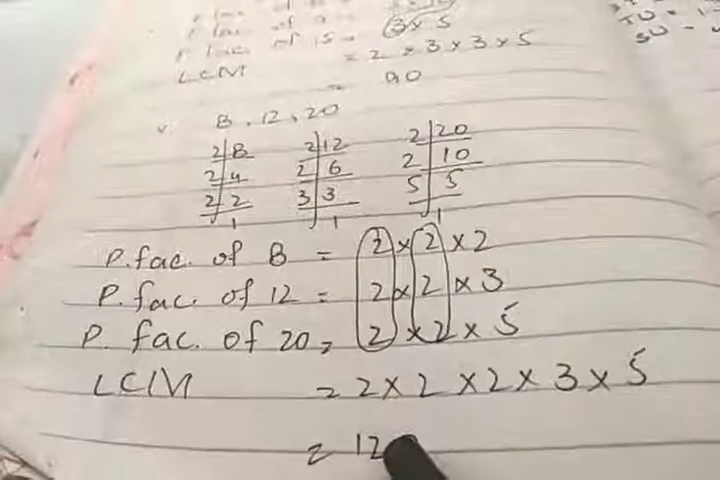 (3 x 5
fac. of 15 =
LCM = 2 x 3 x 3 x 5
= 90
v. 8, 12, 20
2 8 2 12 2 20
2 4 2 6 2 10
2 2 3 3 5 5
1 1 1
P.fac. of 8 = 2 x 2 x 2
P.fac. of 12 = 2 x 2 x 3
P. fac. of 20 = 2 x 2 x 5
LCM = 2 x 2 x 2 x 3 x 5
= 12